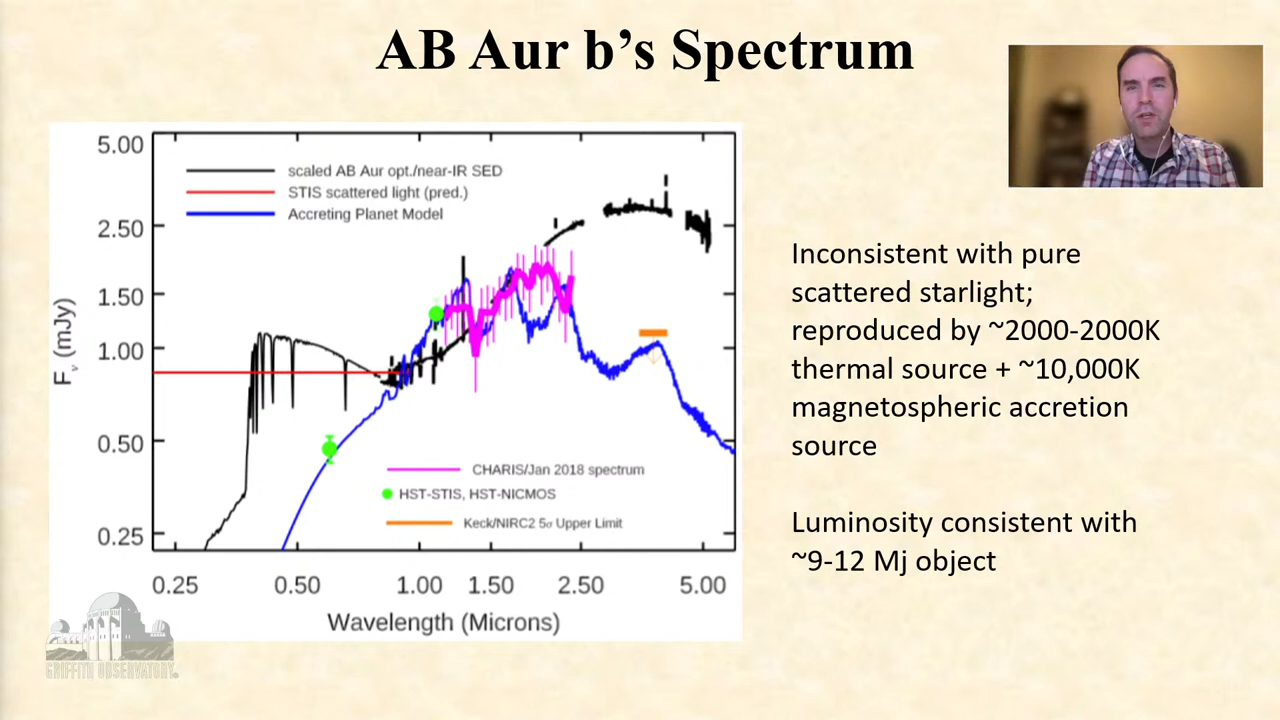 AB Aur b’s Spectrum
5.00
2.50
1.50
1.00
0.50
0.25
Fν (mJy)
scaled AB Aur opt./near-IR SED
STIS scattered light (pred.)
Accreting Planet Model
CHARIS/Jan 2018 spectrum
HST-STIS, HST-NICMOS
Keck/NIRC2 5σ Upper Limit
0.25 0.50 1.00 1.50 2.50 5.00
Wavelength (Microns)
GRIFFITH OBSERVATORY
Inconsistent with pure
scattered starlight;
reproduced by ~2000-2000K
thermal source + ~10,000K
magnetospheric accretion
source
Luminosity consistent with
~9-12 Mj object